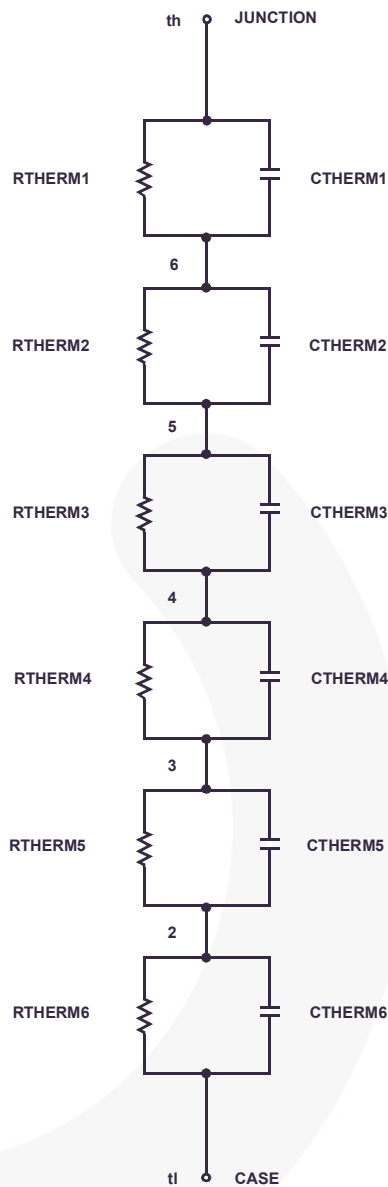 th JUNCTION
RTHERM1 CTHERM1
6
RTHERM2 CTHERM2
5
RTHERM3 CTHERM3
4
RTHERM4 CTHERM4
3
RTHERM5 CTHERM5
2
RTHERM6 CTHERM6
tl CASE